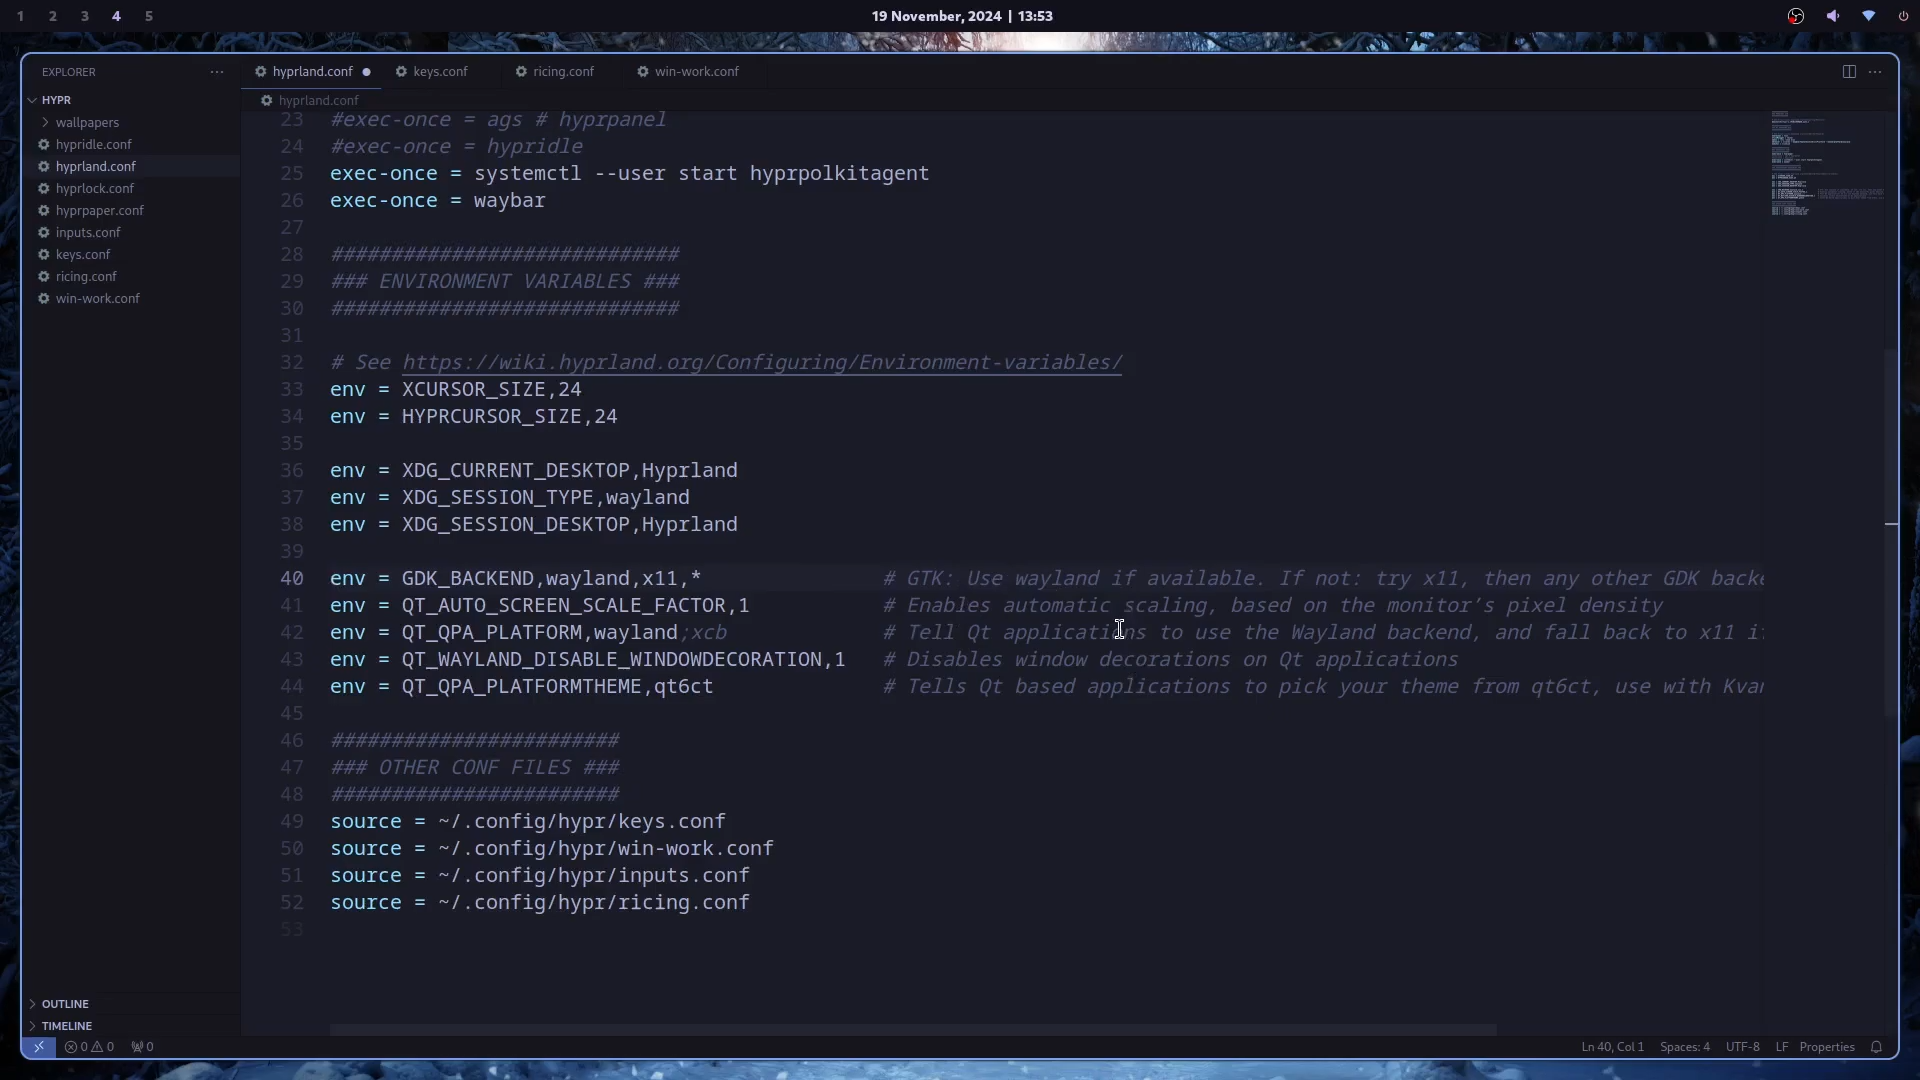 1 2 3 4 5
19 November, 2024 | 13:53
EXPLORER
HYPR
wallpapers
hypridle.conf
hyprland.conf
hyprlock.conf
hyprpaper.conf
inputs.conf
keys.conf
ricing.conf
win-work.conf
OUTLINE
TIMELINE
hyprland.conf keys.conf ricing.conf win-work.conf
hyprland.conf
23 #exec-once = ags # hyprpanel
24 #exec-once = hypridle
25 exec-once = systemctl --user start hyprpolkitagent
26 exec-once = waybar
27
28 #############################
29 ### ENVIRONMENT VARIABLES ###
30 #############################
31
32 # See https://wiki.hyprland.org/Configuring/Environment-variables/
33 env = XCURSOR_SIZE,24
34 env = HYPRCURSOR_SIZE,24
35
36 env = XDG_CURRENT_DESKTOP,Hyprland
37 env = XDG_SESSION_TYPE,wayland
38 env = XDG_SESSION_DESKTOP,Hyprland
39
40 env = GDK_BACKEND,wayland,x11,* # GTK: Use wayland if available. If not: try x11, then any other GDK backe
41 env = QT_AUTO_SCREEN_SCALE_FACTOR,1 # Enables automatic scaling, based on the monitor’s pixel density
42 env = QT_QPA_PLATFORM,wayland;xcb # Tell Qt applications to use the Wayland backend, and fall back to x11 if
43 env = QT_WAYLAND_DISABLE_WINDOWDECORATION,1 # Disables window decorations on Qt applications
44 env = QT_QPA_PLATFORMTHEME,qt6ct # Tells Qt based applications to pick your theme from qt6ct, use with Kvan
45
46 ########################
47 ### OTHER CONF FILES ###
48 ########################
49 source = ~/.config/hypr/keys.conf
50 source = ~/.config/hypr/win-work.conf
51 source = ~/.config/hypr/inputs.conf
52 source = ~/.config/hypr/ricing.conf
53
0 0 0 Ln 40, Col 1 Spaces: 4 UTF-8 LF Properties